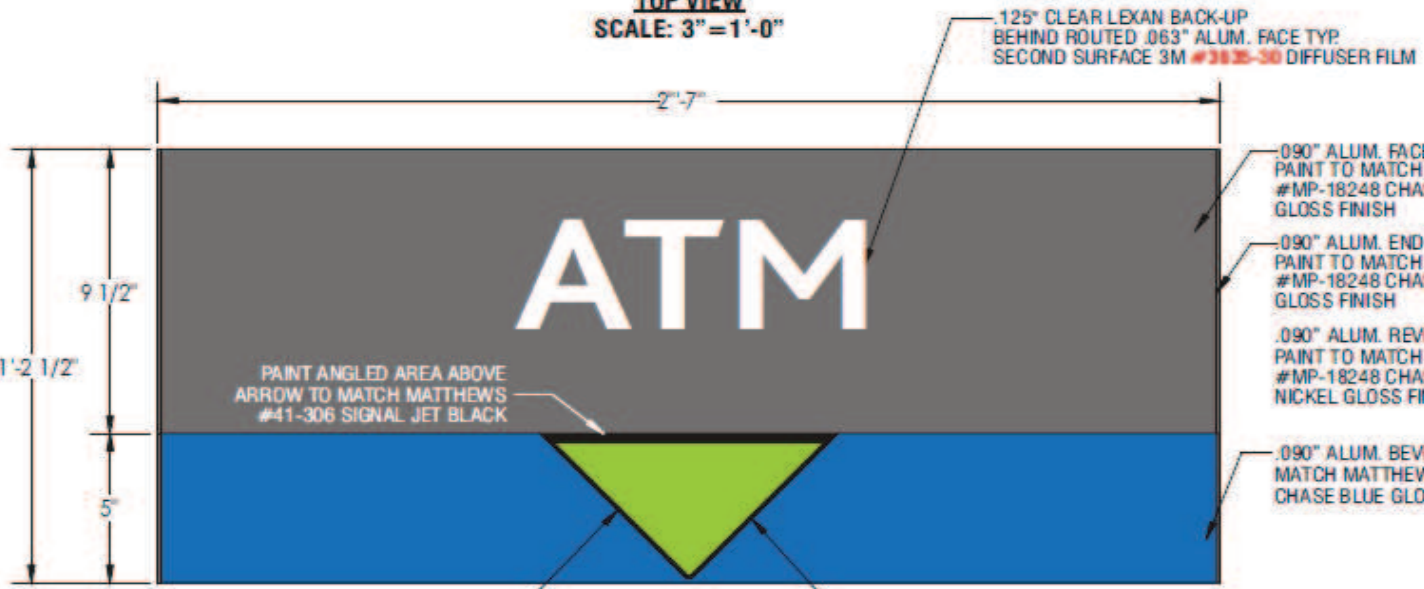 TOP VIEW
SCALE: 3"=1'-0"
.125" CLEAR LEXAN BACK-UP
BEHIND ROUTED .063" ALUM. FACE TYP.
SECOND SURFACE 3M #3635-30 DIFFUSER FILM
2'-7"
.090" ALUM. FACE
PAINT TO MATCH
#MP-18248 CHA
GLOSS FINISH
ATM
.090" ALUM. END
PAINT TO MATCH
#MP-18248 CHA
GLOSS FINISH
9 1/2"
1'-2 1/2"
.090" ALUM. REV
PAINT TO MATCH
#MP-18248 CHA
NICKEL GLOSS FI
PAINT ANGLED AREA ABOVE
ARROW TO MATCH MATTHEWS
#41-306 SIGNAL JET BLACK
.090" ALUM. BEV
MATCH MATTHEW
CHASE BLUE GLO
5"